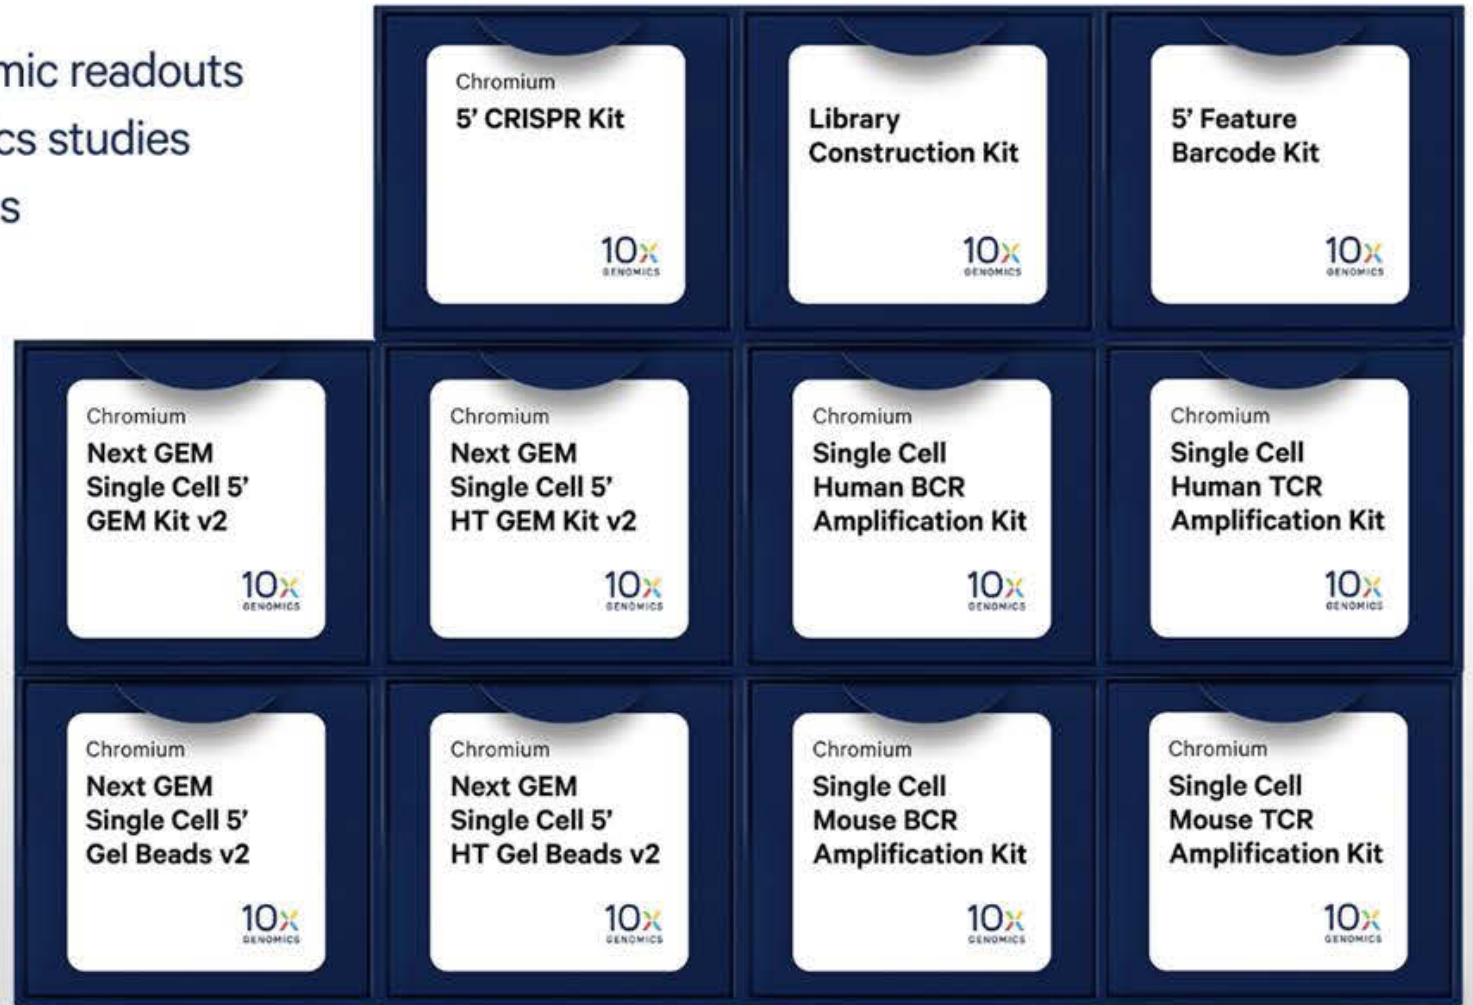 mic readouts
cs studies
s
Chromium
5’ CRISPR Kit
10x
GENOMICS
Library
Construction Kit
10x
GENOMICS
5’ Feature
Barcode Kit
10x
GENOMICS
Chromium
Next GEM
Single Cell 5’
GEM Kit v2
10x
GENOMICS
Chromium
Next GEM
Single Cell 5’
HT GEM Kit v2
10x
GENOMICS
Chromium
Single Cell
Human BCR
Amplification Kit
10x
GENOMICS
Chromium
Single Cell
Human TCR
Amplification Kit
10x
GENOMICS
Chromium
Next GEM
Single Cell 5’
Gel Beads v2
10x
GENOMICS
Chromium
Next GEM
Single Cell 5’
HT Gel Beads v2
10x
GENOMICS
Chromium
Single Cell
Mouse BCR
Amplification Kit
10x
GENOMICS
Chromium
Single Cell
Mouse TCR
Amplification Kit
10x
GENOMICS